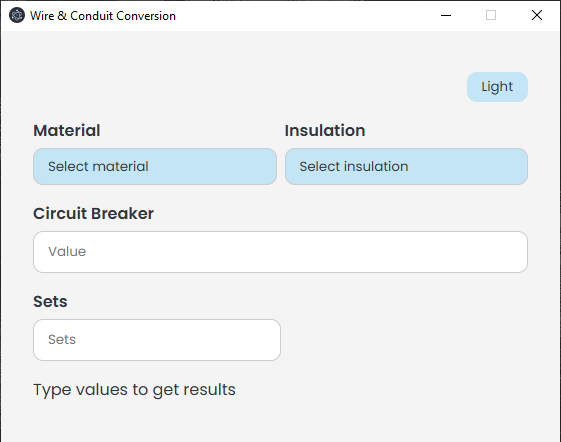 Wire & Conduit Conversion
Light
Material Insulation
Select material Select insulation
Circuit Breaker
Value
Sets
Sets
Type values to get results